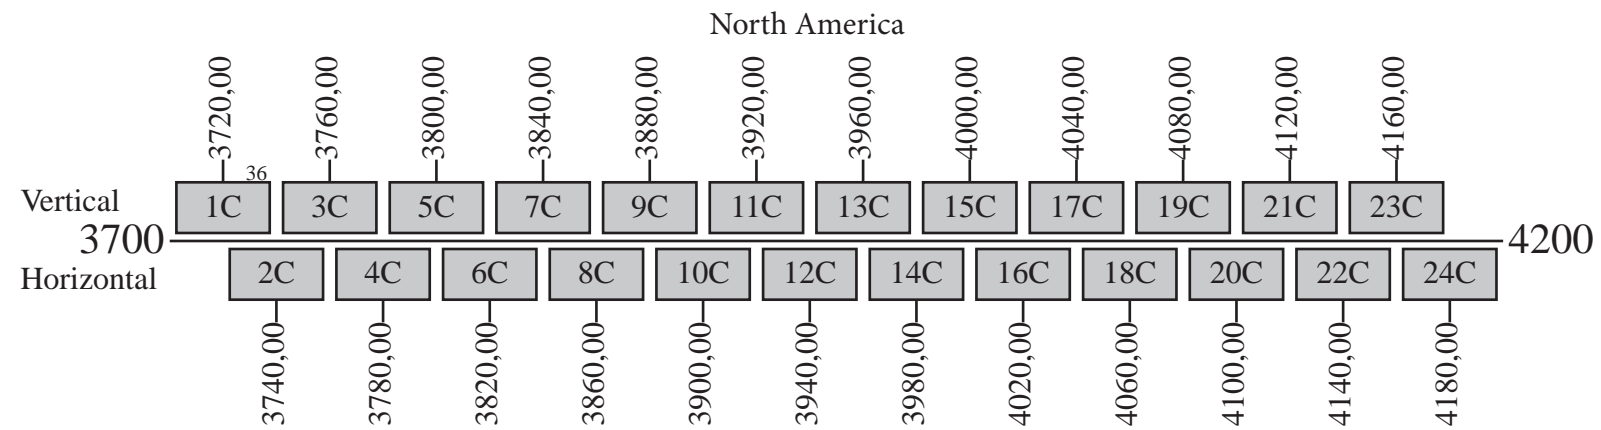 North America
3720,00 3760,00 3800,00 3840,00 3880,00 3920,00 3960,00 4000,00 4040,00 4080,00 4120,00 4160,00
36
Vertical 1C 3C 5C 7C 9C 11C 13C 15C 17C 19C 21C 23C
3700 4200
Horizontal 2C 4C 6C 8C 10C 12C 14C 16C 18C 20C 22C 24C
3740,00 3780,00 3820,00 3860,00 3900,00 3940,00 3980,00 4020,00 4060,00 4100,00 4140,00 4180,00